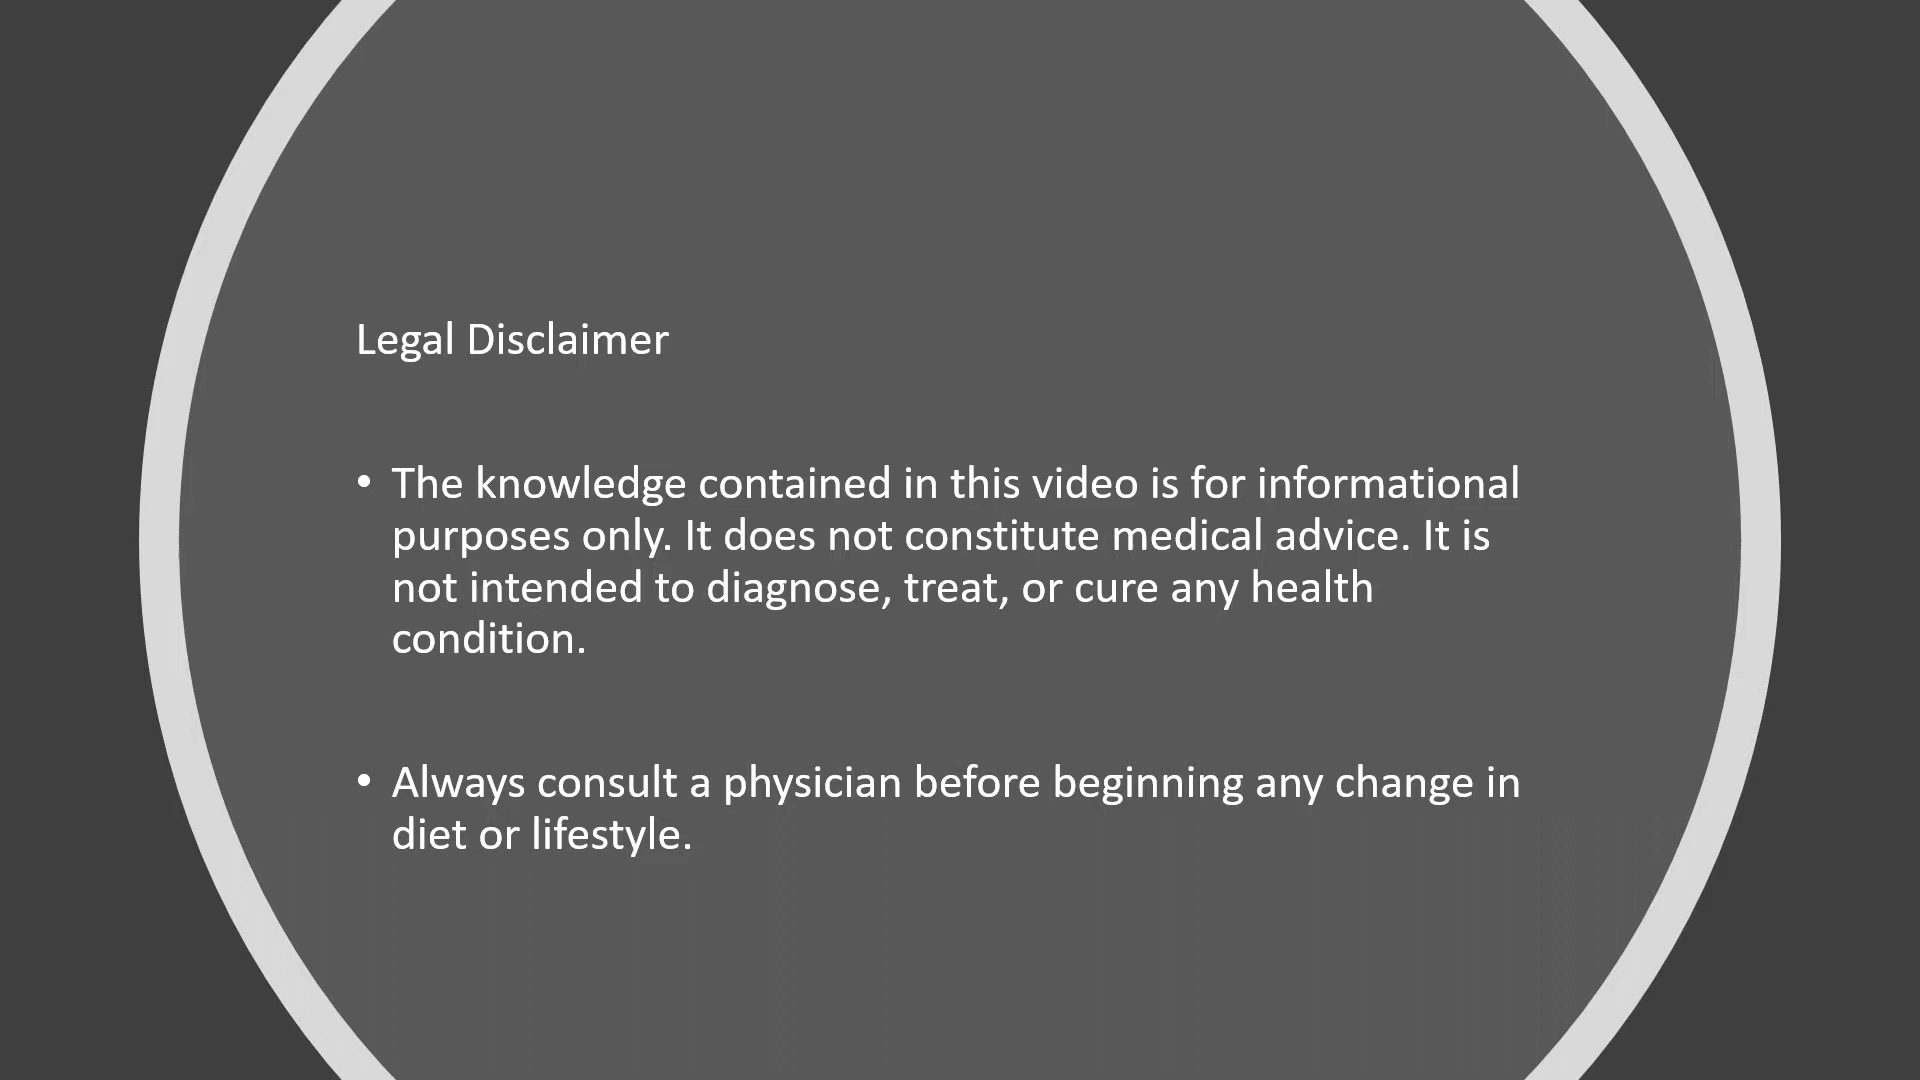 Legal Disclaimer
• The knowledge contained in this video is for informational
purposes only. It does not constitute medical advice. It is
not intended to diagnose, treat, or cure any health
condition.
• Always consult a physician before beginning any change in
diet or lifestyle.